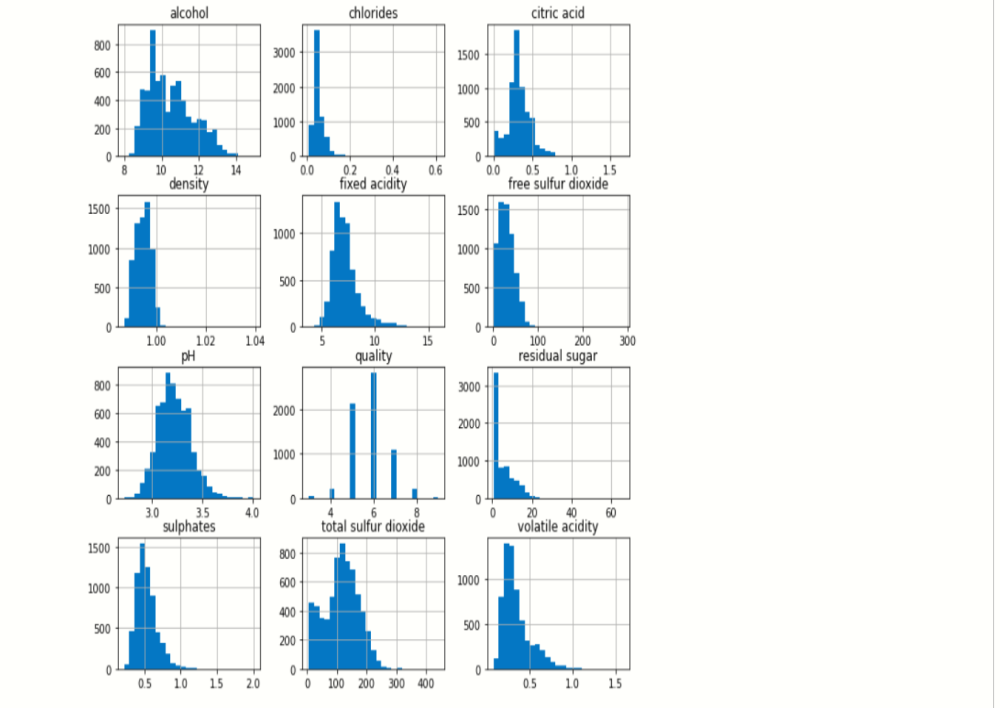 alcohol
800
600
400
200
0
8 10 12 14
chlorides
3000
2000
1000
0
0.0 0.2 0.4 0.6
citric acid
1500
1000
500
0
0.0 0.5 1.0 1.5
density
1500
1000
500
0
1.00 1.02 1.04
fixed acidity
1000
500
0
5 10 15
free sulfur dioxide
1500
1000
500
0
0 100 200 300
pH
800
600
400
200
0
3.0 3.5 4.0
quality
2000
1000
0
4 6 8
residual sugar
3000
2000
1000
0
0 20 40 60
sulphates
1500
1000
500
0
0.5 1.0 1.5 2.0
total sulfur dioxide
800
600
400
200
0
0 100 200 300 400
volatile acidity
1000
500
0
0.5 1.0 1.5